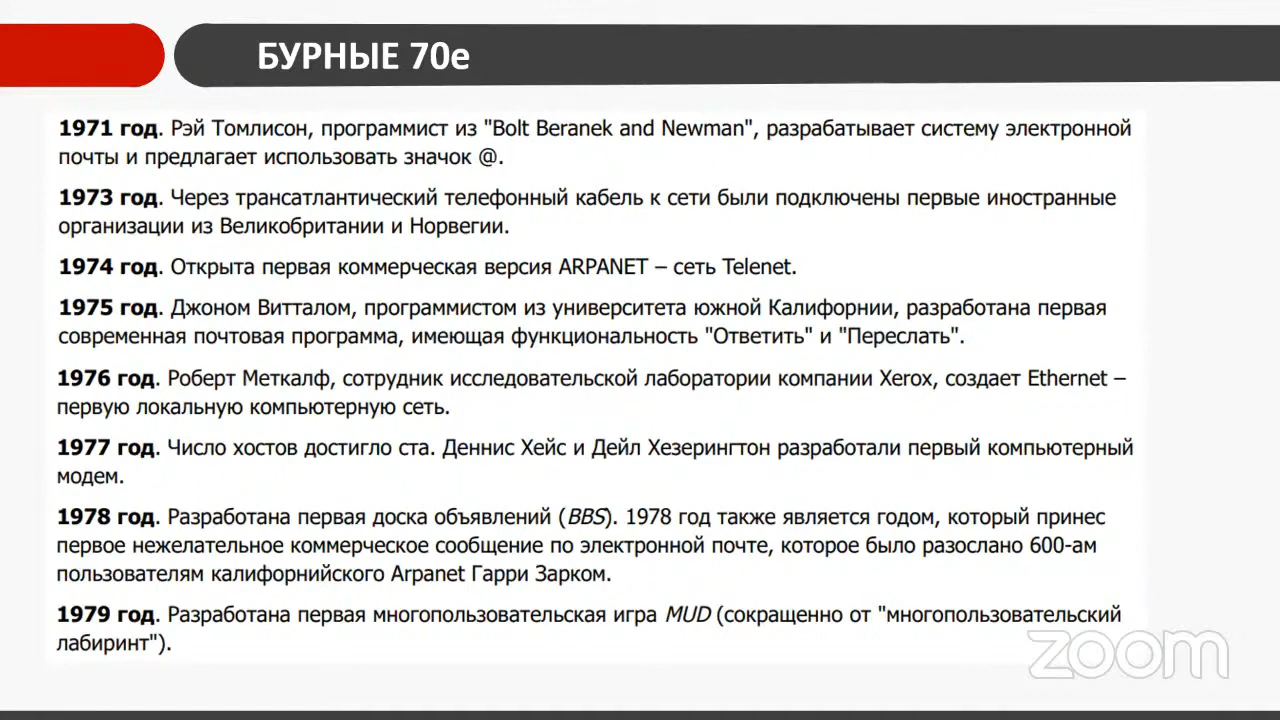 БУРНЫЕ 70е
1971 год. Рэй Томлисон, программист из "Bolt Beranek and Newman", разрабатывает систему электронной
почты и предлагает использовать значок @.
1973 год. Через трансатлантический телефонный кабель к сети были подключены первые иностранные
организации из Великобритании и Норвегии.
1974 год. Открыта первая коммерческая версия ARPANET – сеть Telenet.
1975 год. Джоном Витталом, программистом из университета южной Калифорнии, разработана первая
современная почтовая программа, имеющая функциональность "Ответить" и "Переслать".
1976 год. Роберт Меткалф, сотрудник исследовательской лаборатории компании Xerox, создает Ethernet –
первую локальную компьютерную сеть.
1977 год. Число хостов достигло ста. Деннис Хейс и Дейл Хезерингтон разработали первый компьютерный
модем.
1978 год. Разработана первая доска объявлений (BBS). 1978 год также является годом, который принес
первое нежелательное коммерческое сообщение по электронной почте, которое было разослано 600-ам
пользователям калифорнийского Arpanet Гарри Зарком.
1979 год. Разработана первая многопользовательская игра MUD (сокращенно от "многопользовательский
лабиринт").
zoom